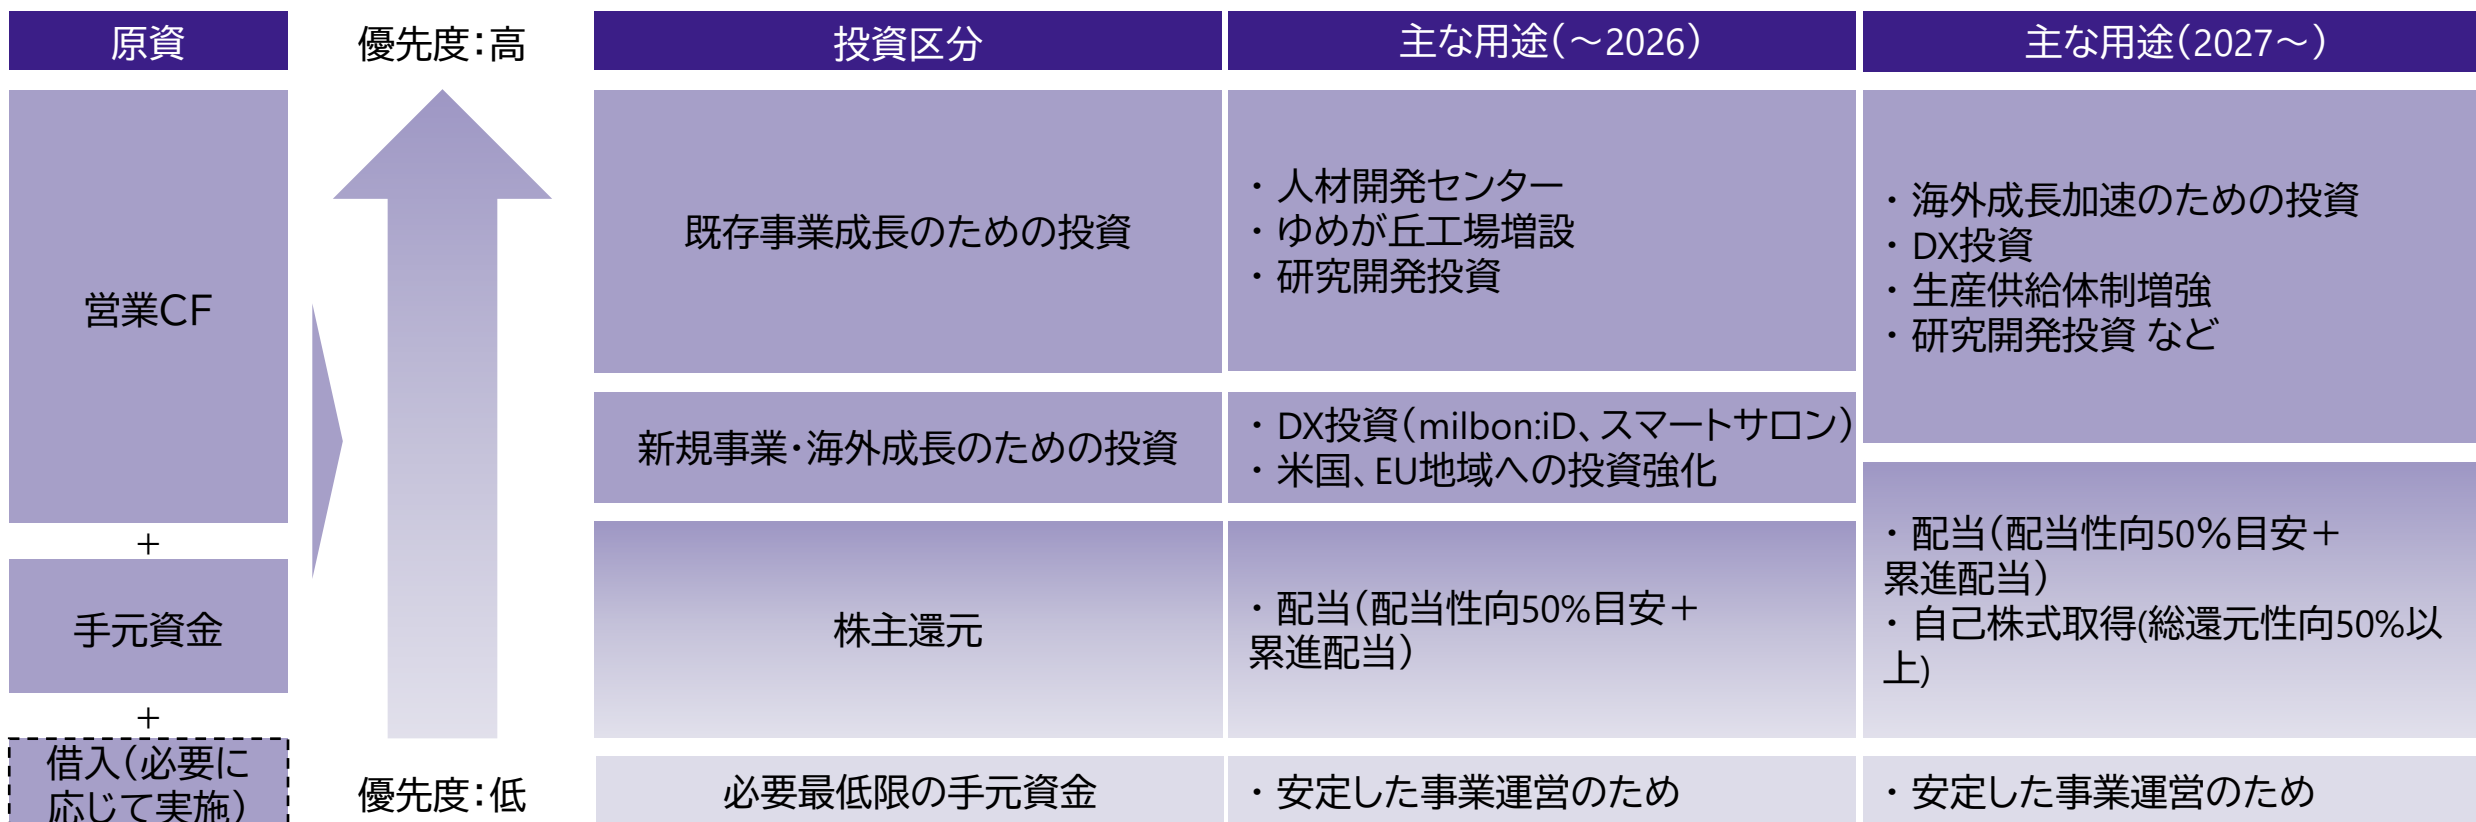 原資
優先度：高
投資区分
主な用途（～2026）
主な用途（2027～）
営業CF
+
手元資金
+
借入（必要に
応じて実施）
優先度：低
既存事業成長のための投資
・ 人材開発センター
・ ゆめが丘工場増設
・ 研究開発投資
・ 海外成長加速のための投資
・ DX投資
・ 生産供給体制増強
・ 研究開発投資 など
新規事業・海外成長のための投資
・ DX投資（milbon:iD、スマートサロン）
・ 米国、EU地域への投資強化
株主還元
・ 配当（配当性向50%目安＋
累進配当）
・ 配当（配当性向50％目安＋
累進配当）
・ 自己株式取得(総還元性向50%以
上)
必要最低限の手元資金
・ 安定した事業運営のため
・ 安定した事業運営のため